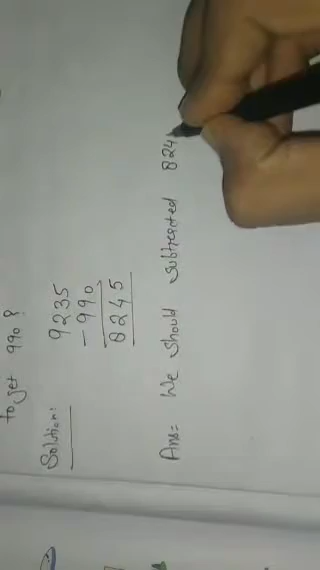 to get 990?
Solution:
9235
- 990
8245
Ans= We should subtracted 824